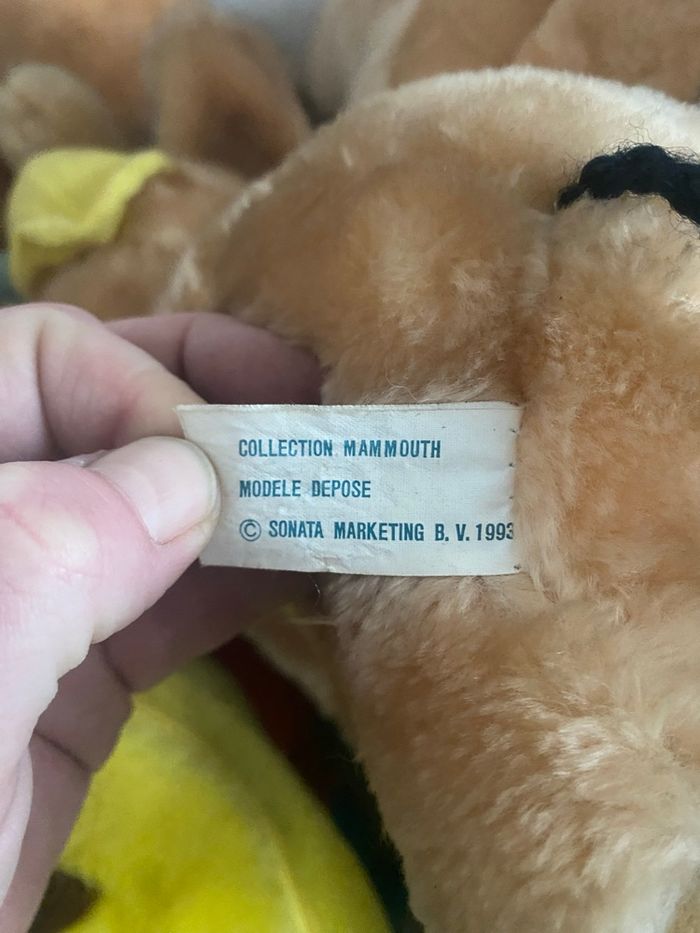 COLLECTION MAMMOUTH
MODELE DEPOSE
© SONATA MARKETING B. V. 1993